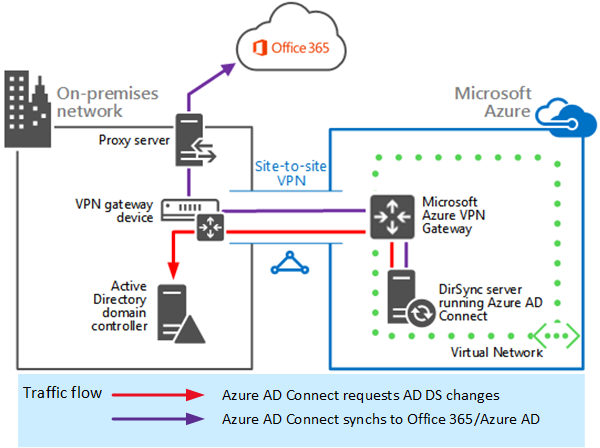 Office 365
On-premises
network
Microsoft
Azure
Proxy server
Site-to-site
VPN
VPN gateway
device
Microsoft
Azure VPN
Gateway
Active
Directory
domain
controller
DirSync server
running Azure AD
Connect
Virtual Network
Traffic flow
Azure AD Connect requests AD DS changes
Azure AD Connect synchs to Office 365/Azure AD